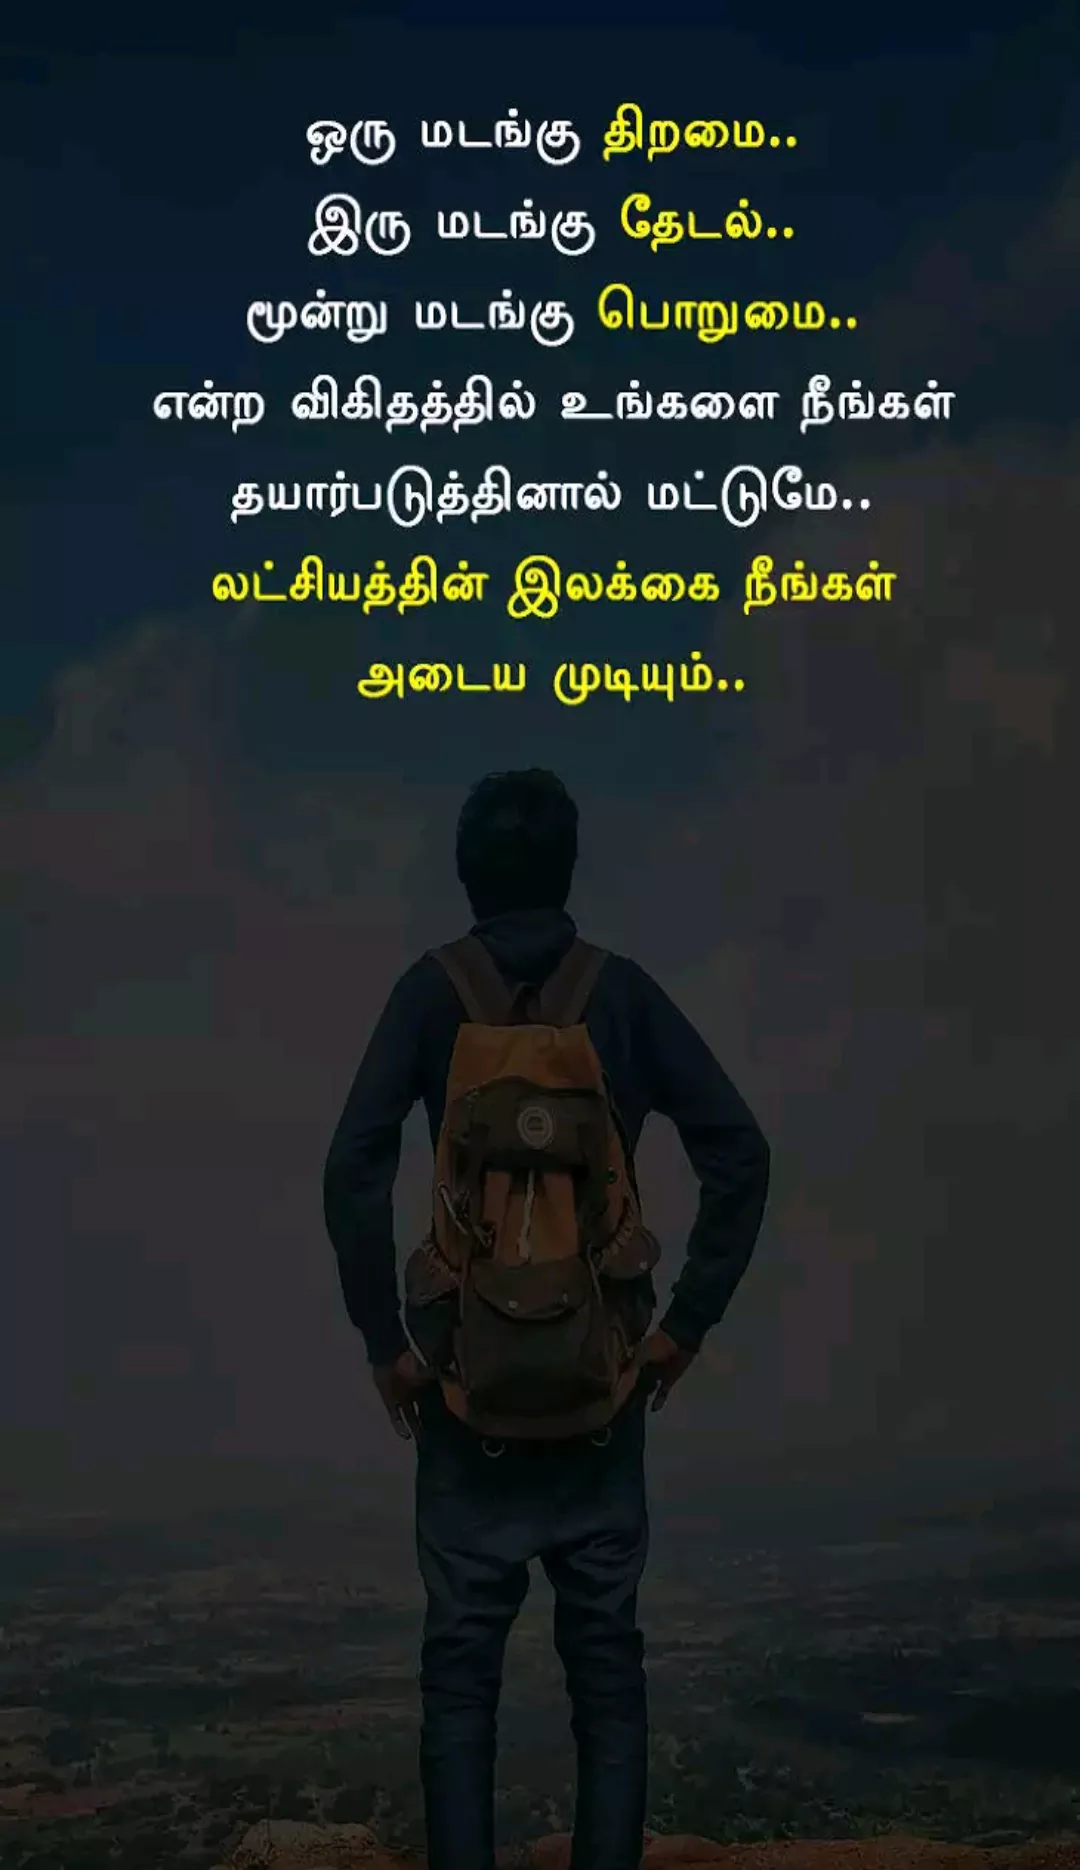 ஒரு மடங்கு திறமை..
இரு மடங்கு தேடல்..
மூன்று மடங்கு பொறுமை..
என்ற விகிதத்தில் உங்களை நீங்கள்
தயார்படுத்தினால் மட்டுமே..
லட்சியத்தின் இலக்கை நீங்கள்
அடைய முடியும்..